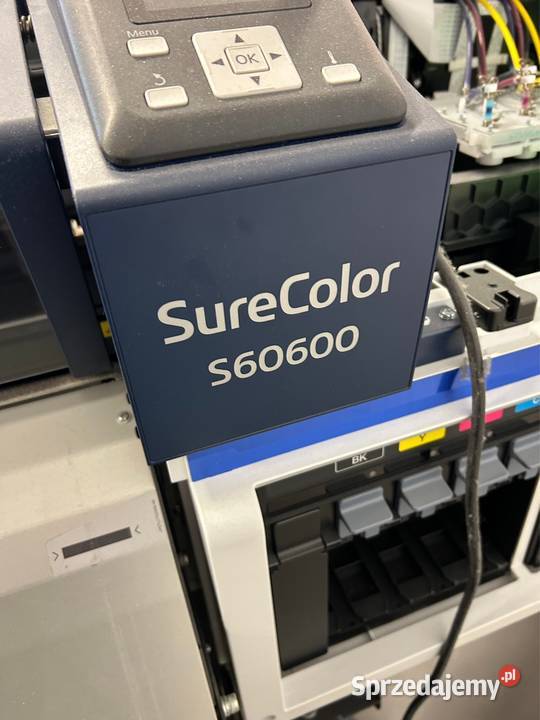 Menu
OK
SureColor
S60600
BK
Y
Sprzedajemy.pl